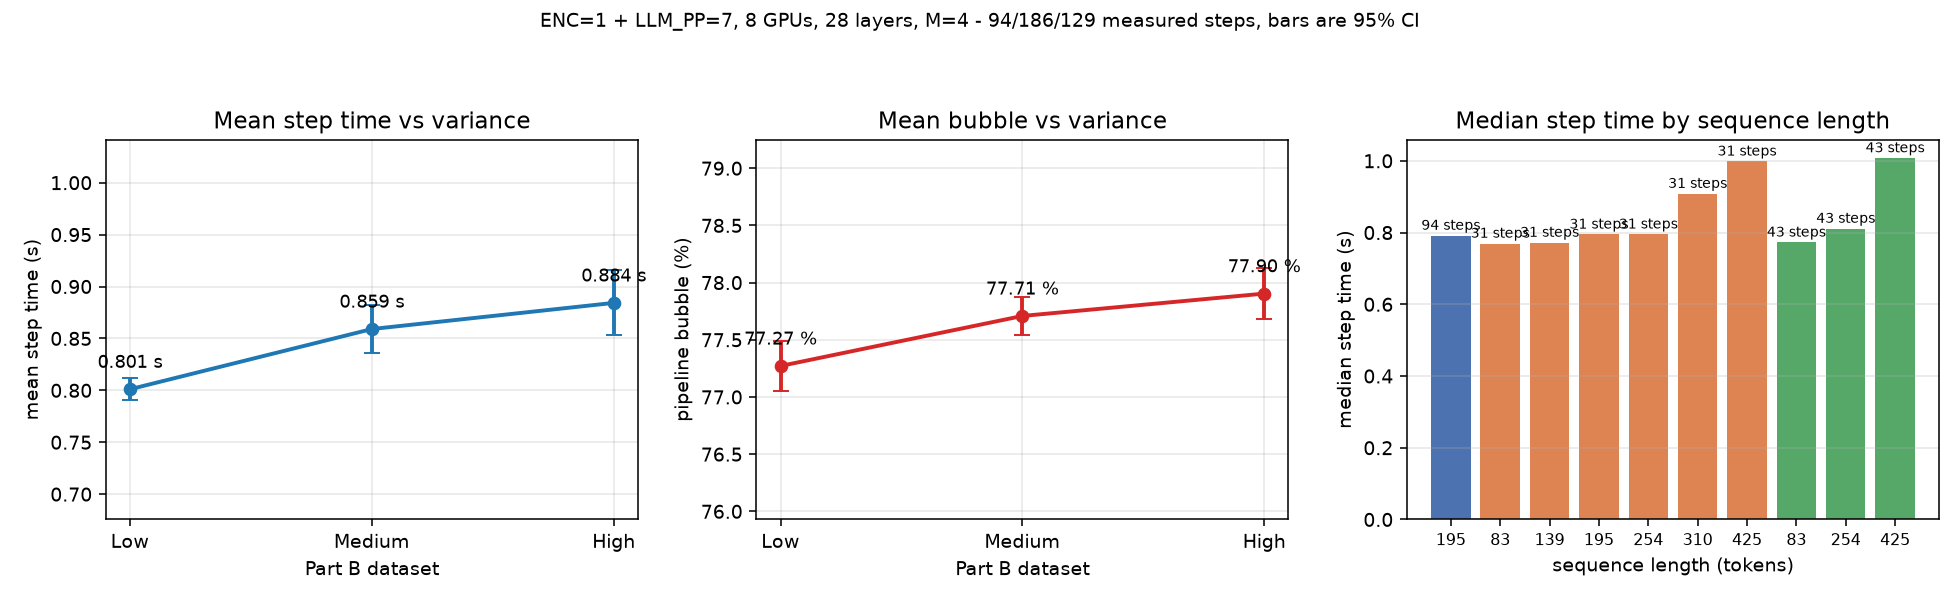 ENC=1 + LLM_PP=7, 8 GPUs, 28 layers, M=4 - 94/186/129 measured steps, bars are 95% CI
Mean step time vs variance
mean step time (s)
1.00
0.95
0.90
0.85
0.80
0.75
0.70
0.801 s
0.859 s
0.884 s
Low
Medium
High
Part B dataset
Mean bubble vs variance
pipeline bubble (%)
79.0
78.5
78.0
77.5
77.0
76.5
76.0
77.27 %
77.71 %
77.90 %
Low
Medium
High
Part B dataset
Median step time by sequence length
median step time (s)
1.0
0.8
0.6
0.4
0.2
0.0
94 steps
31 steps
31 steps
31 steps
31 steps
31 steps
31 steps
43 steps
43 steps
43 steps
195
83
139
195
254
310
425
83
254
425
sequence length (tokens)